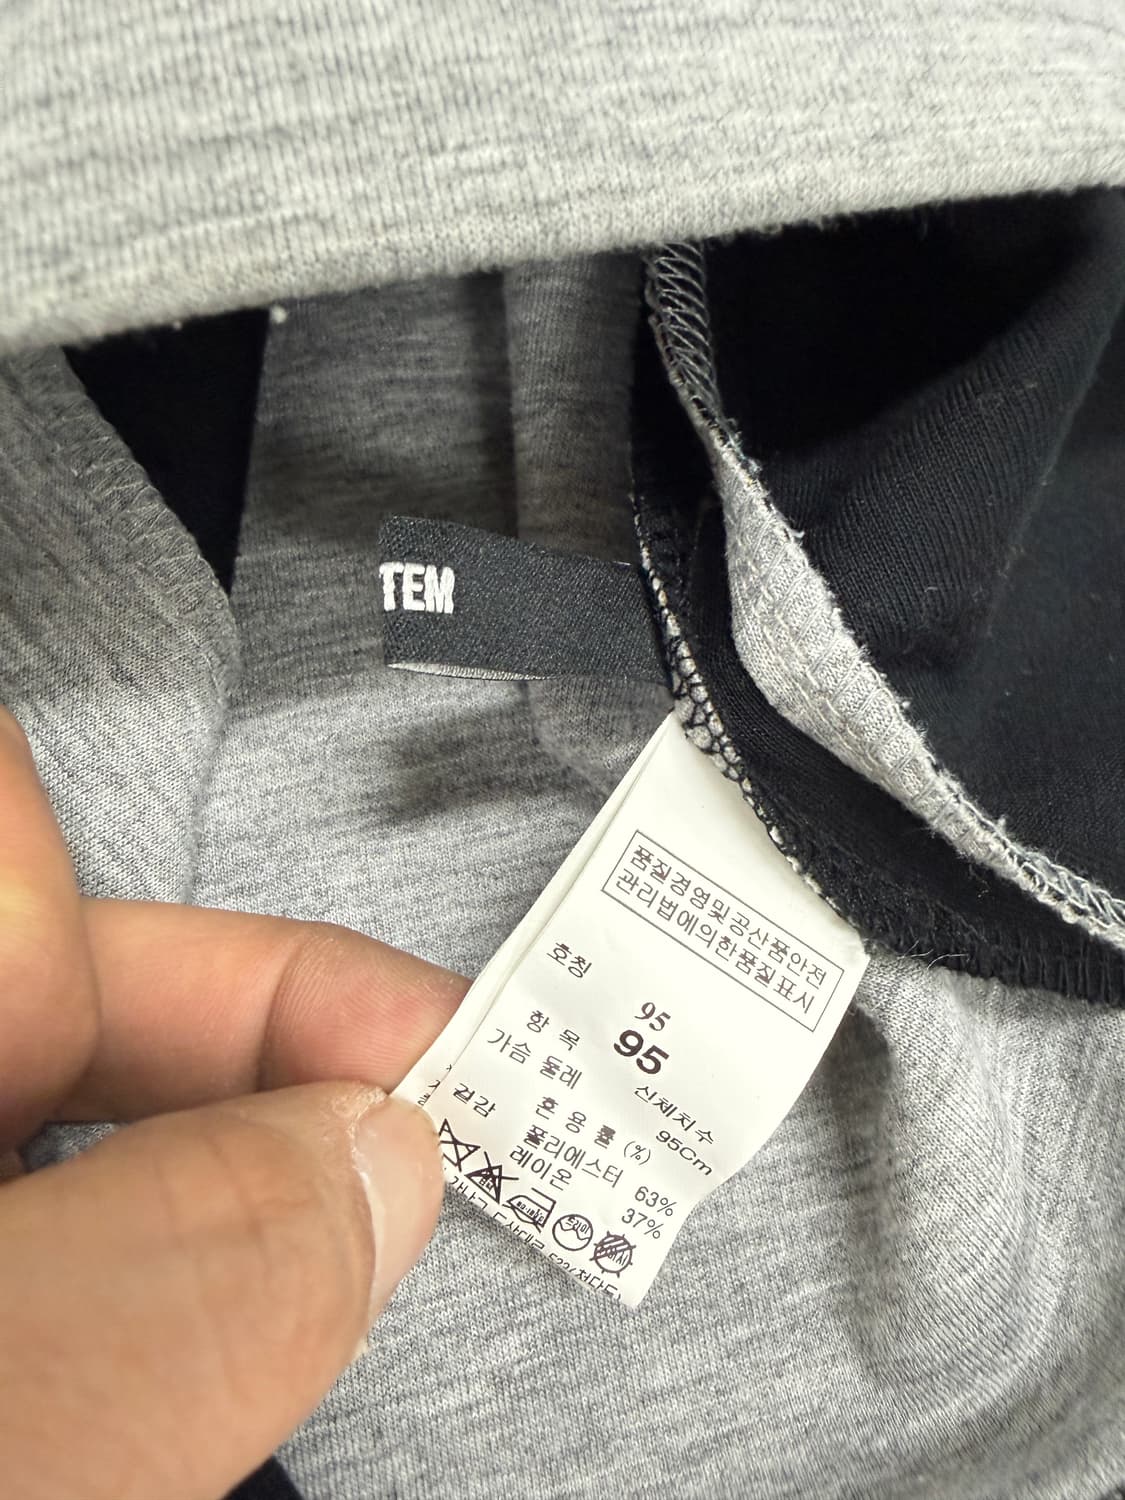 TEM
품질경영및공산품안전
관리법에의한품질표시
호칭
95
95
항 목
신체치수
가슴 둘레
95Cm
겉감
혼 용 률 (%)
폴리에스터 63%
레이온 37%